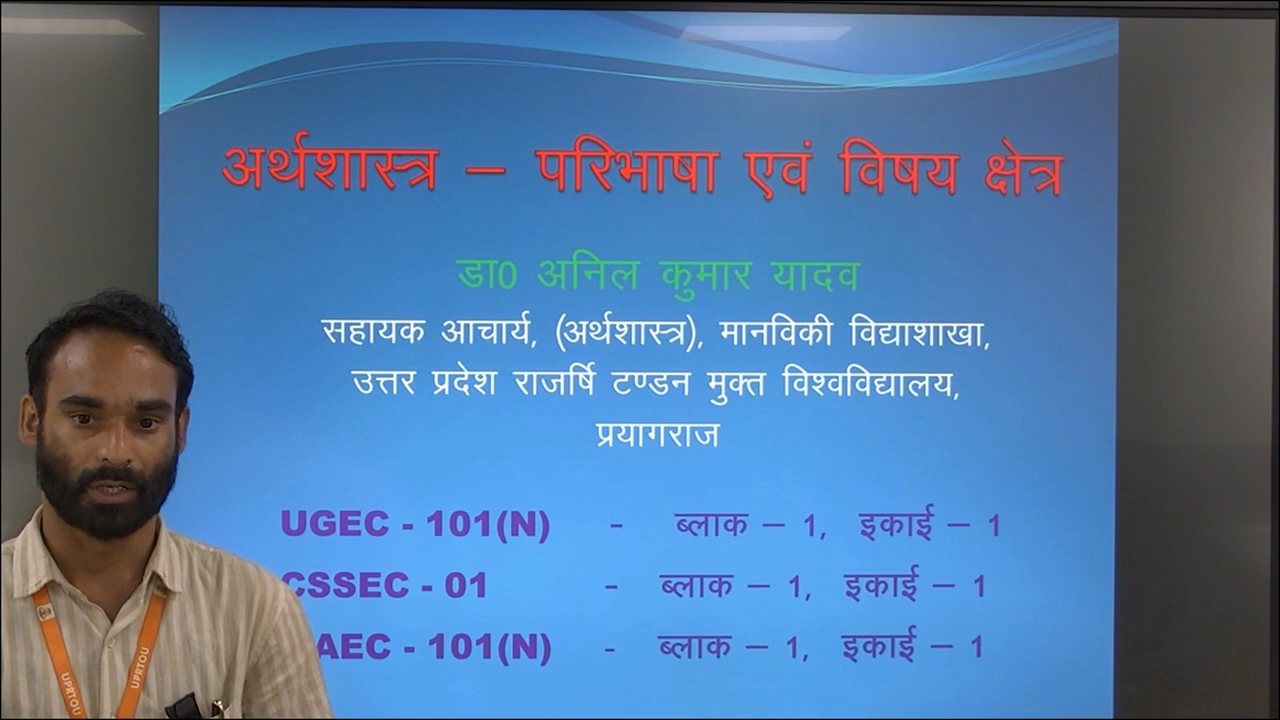 अर्थशास्त्र – परिभाषा एवं विषय क्षेत्र
डा0 अनिल कुमार यादव
सहायक आचार्य, (अर्थशास्त्र), मानविकी विद्याशाखा,
उत्तर प्रदेश राजर्षि टण्डन मुक्त विश्वविद्यालय,
प्रयागराज
UGEC - 101(N) - ब्लाक – 1, इकाई – 1
CSSEC - 01 - ब्लाक – 1, इकाई – 1
AEC - 101(N) - ब्लाक – 1, इकाई – 1
UPRTOU
UPRTOU